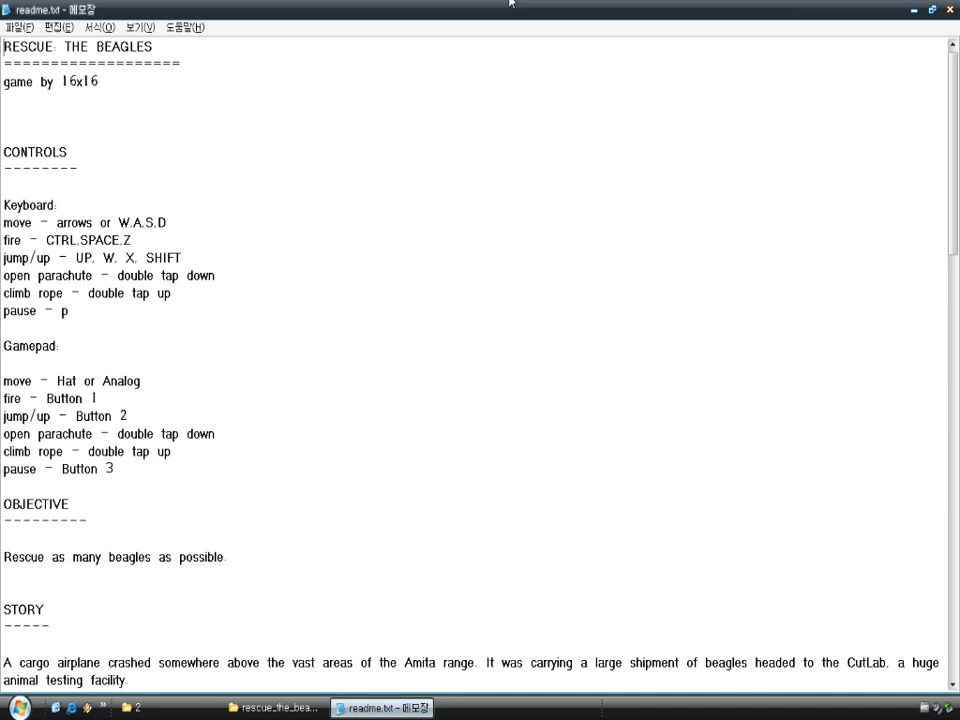 readme.txt - 메모장
파일(F) 편집(E) 서식(O) 보기(V) 도움말(H)
RESCUE: THE BEAGLES
===================
game by 16x16
CONTROLS
--------
Keyboard:
move - arrows or W,A,S,D
fire - CTRL,SPACE,Z
jump/up - UP, W, X, SHIFT
open parachute - double tap down
climb rope - double tap up
pause - p
Gamepad:
move - Hat or Analog
fire - Button 1
jump/up - Button 2
open parachute - double tap down
climb rope - double tap up
pause - Button 3
OBJECTIVE
---------
Rescue as many beagles as possible.
STORY
-----
A cargo airplane crashed somewhere above the vast areas of the Amita range. It was carrying a large shipment of beagles headed to the CutLab, a huge
animal testing facility.
» 2 rescue_the_bea... readme.txt - 메모장